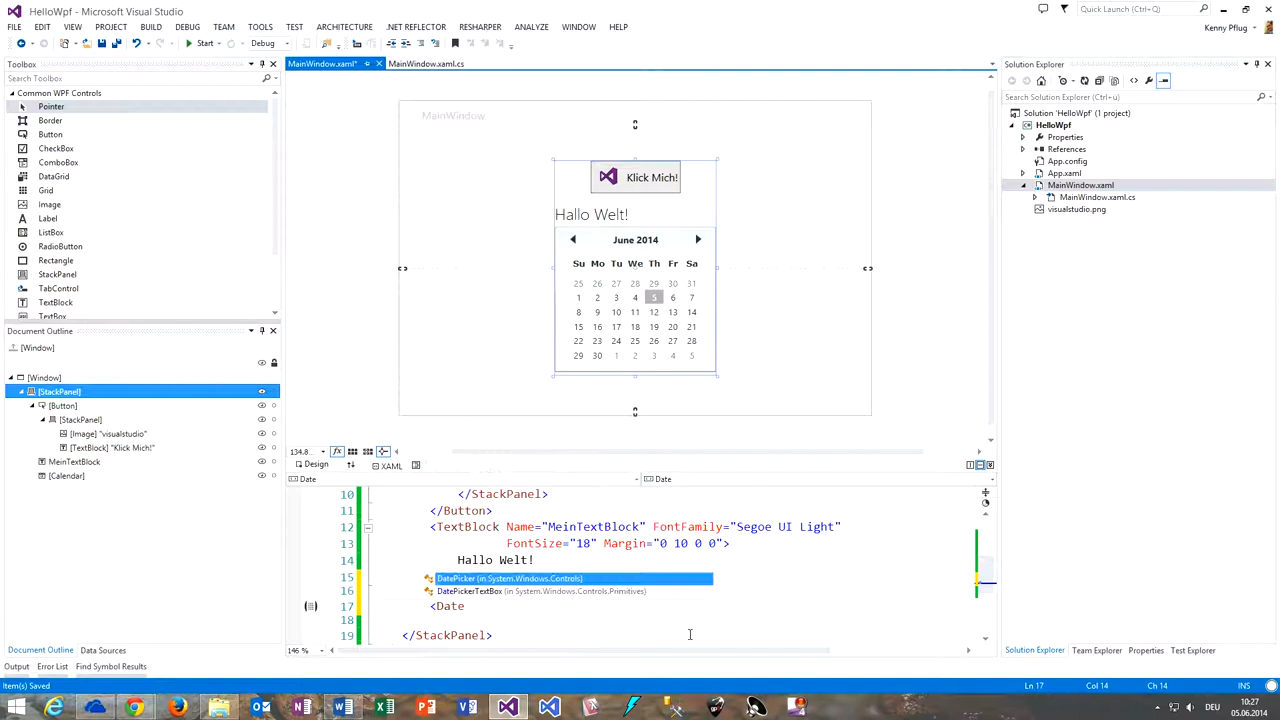 HelloWpf - Microsoft Visual Studio
Quick Launch (Ctrl+Q)
FILE EDIT VIEW PROJECT BUILD DEBUG TEAM TOOLS TEST ARCHITECTURE .NET REFLECTOR RESHARPER ANALYZE WINDOW HELP
Kenny Pflug
Start Debug
Toolbox
MainWindow.xaml* MainWindow.xaml.cs
Solution Explorer
Search Toolbox
Search Solution Explorer (Ctrl+ü)
Common WPF Controls
Pointer
Border
Button
CheckBox
ComboBox
DataGrid
Grid
Image
Label
ListBox
RadioButton
Rectangle
StackPanel
TabControl
TextBlock
TextBox
Solution 'HelloWpf' (1 project)
HelloWpf
Properties
References
App.config
App.xaml
MainWindow.xaml
MainWindow.xaml.cs
visualstudio.png
MainWindow
Klick Mich!
Hallo Welt!
June 2014
Su Mo Tu We Th Fr Sa
25 26 27 28 29 30 31
1 2 3 4 5 6 7
8 9 10 11 12 13 14
15 16 17 18 19 20 21
22 23 24 25 26 27 28
29 30 1 2 3 4 5
Document Outline
[Window]
[Window]
[StackPanel]
[Button]
[StackPanel]
[Image] "visualstudio"
[TextBlock] "Klick Mich!"
MeinTextBlock
[Calendar]
134.8...
Design XAML
Date Date
10 </StackPanel>
11 </Button>
12 <TextBlock Name="MeinTextBlock" FontFamily="Segoe UI Light"
13 FontSize="18" Margin="0 10 0 0">
14 Hallo Welt!
15 DatePicker (in System.Windows.Controls)
16 DatePickerTextBox (in System.Windows.Controls.Primitives)
17 <Date
18
19 </StackPanel>
146 %
Document Outline Data Sources
Solution Explorer Team Explorer Properties Test Explorer
Output Error List Find Symbol Results
Item(s) Saved Ln 17 Col 14 Ch 14 INS
DEU
10:27
05.06.2014